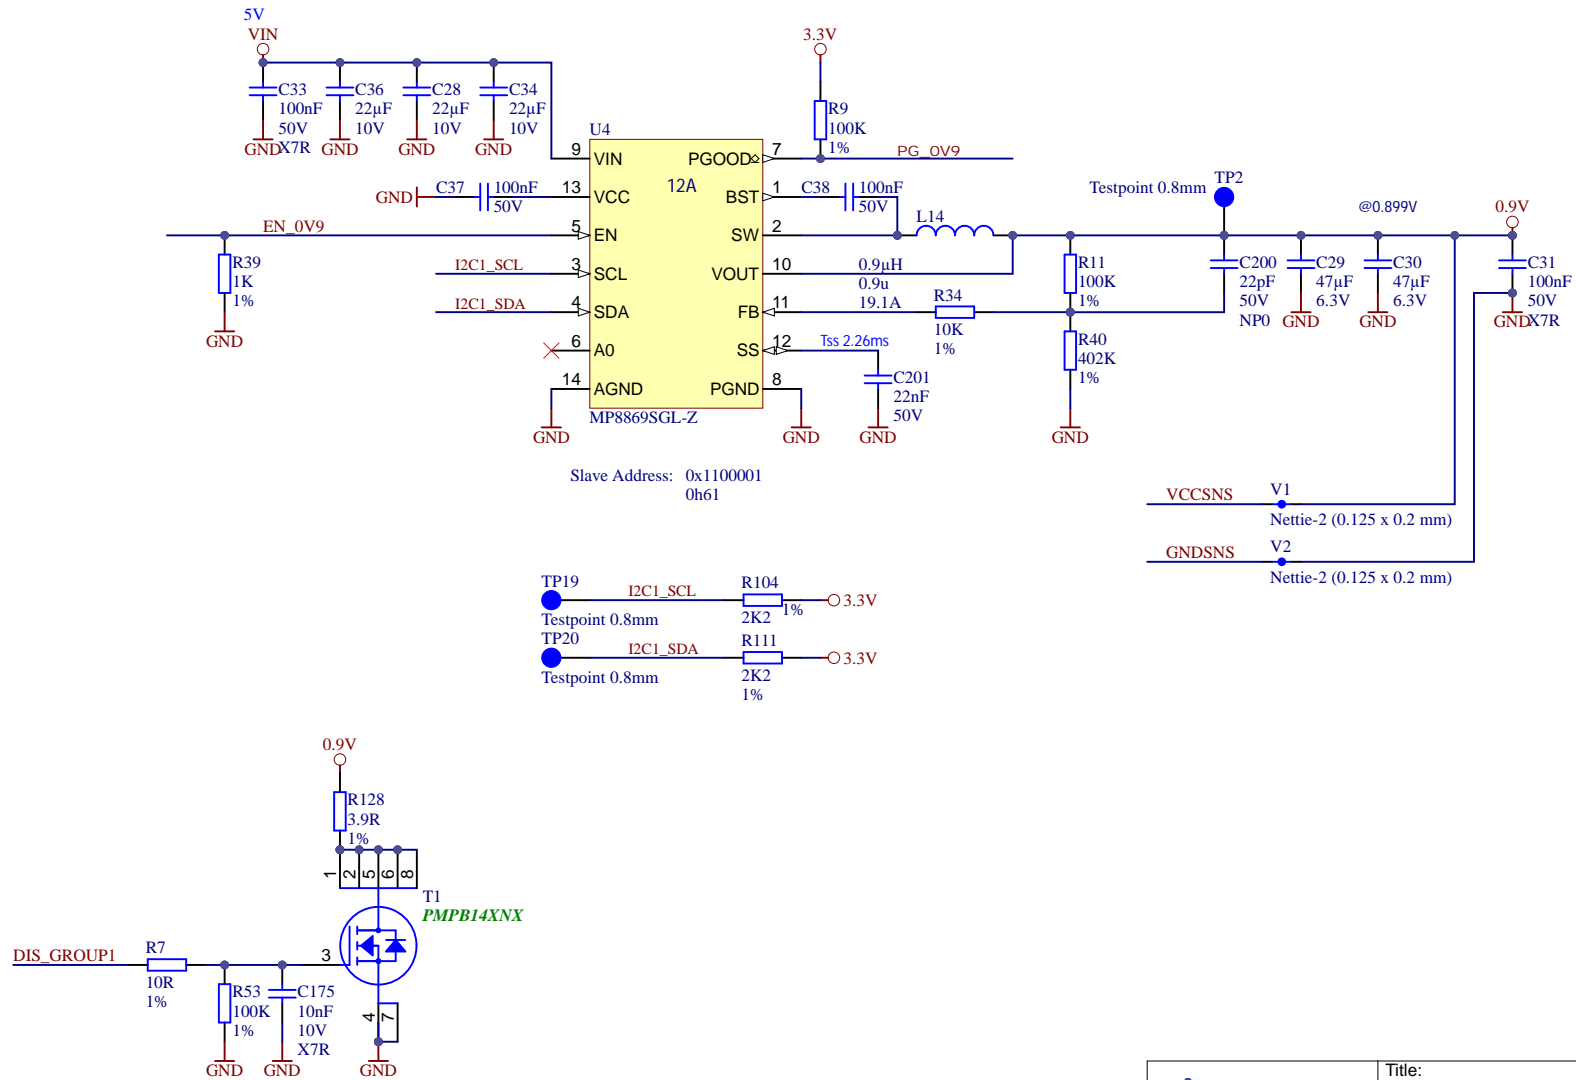 5V
VIN
C33
100nF
50V
X7R
GND
C36
22µF
10V
GND
C28
22µF
10V
GND
C34
22µF
10V
GND
3.3V
R9
100K
1%
PG_0V9
U4
12A
9 VIN
13 VCC
5 EN
3 SCL
4 SDA
6 A0
14 AGND
PGOOD 7
BST 1
SW 2
VOUT 10
FB 11
SS 12
PGND 8
MP8869SGL-Z
GND
C37
100nF
50V
EN_0V9
R39
1K
1%
GND
I2C1_SCL
I2C1_SDA
GND
GND
C38
100nF
50V
L14
0.9µH
0.9u
19.1A
R34
10K
1%
Tss 2.26ms
C201
22nF
50V
GND
R11
100K
1%
R40
402K
1%
GND
Testpoint 0.8mm
TP2
@0.899V
0.9V
C200
22pF
50V
NP0
C29
47µF
6.3V
GND
C30
47µF
6.3V
GND
C31
100nF
50V
X7R
GND
Slave Address: 0x1100001
0h61
VCCSNS
V1
Nettie-2 (0.125 x 0.2 mm)
GNDSNS
V2
Nettie-2 (0.125 x 0.2 mm)
TP19
Testpoint 0.8mm
I2C1_SCL
R104
2K2
1%
3.3V
TP20
Testpoint 0.8mm
I2C1_SDA
R111
2K2
1%
3.3V
0.9V
R128
3.9R
1%
1 2 5 6 8
T1
PMPB14XNX
DIS_GROUP1
R7
10R
1%
3
R53
100K
1%
GND
C175
10nF
10V
X7R
GND
4 7
GND
Title: